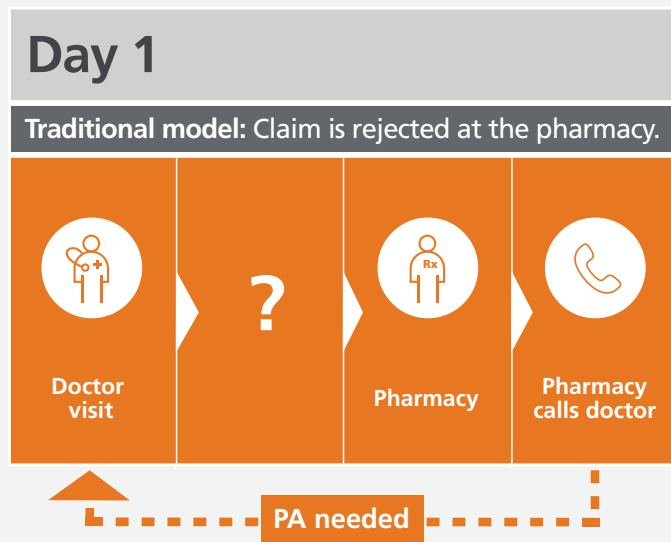 Day 1
Traditional model: Claim is rejected at the pharmacy.
Doctor
visit
?
Rx
Pharmacy
Pharmacy
calls doctor
PA needed